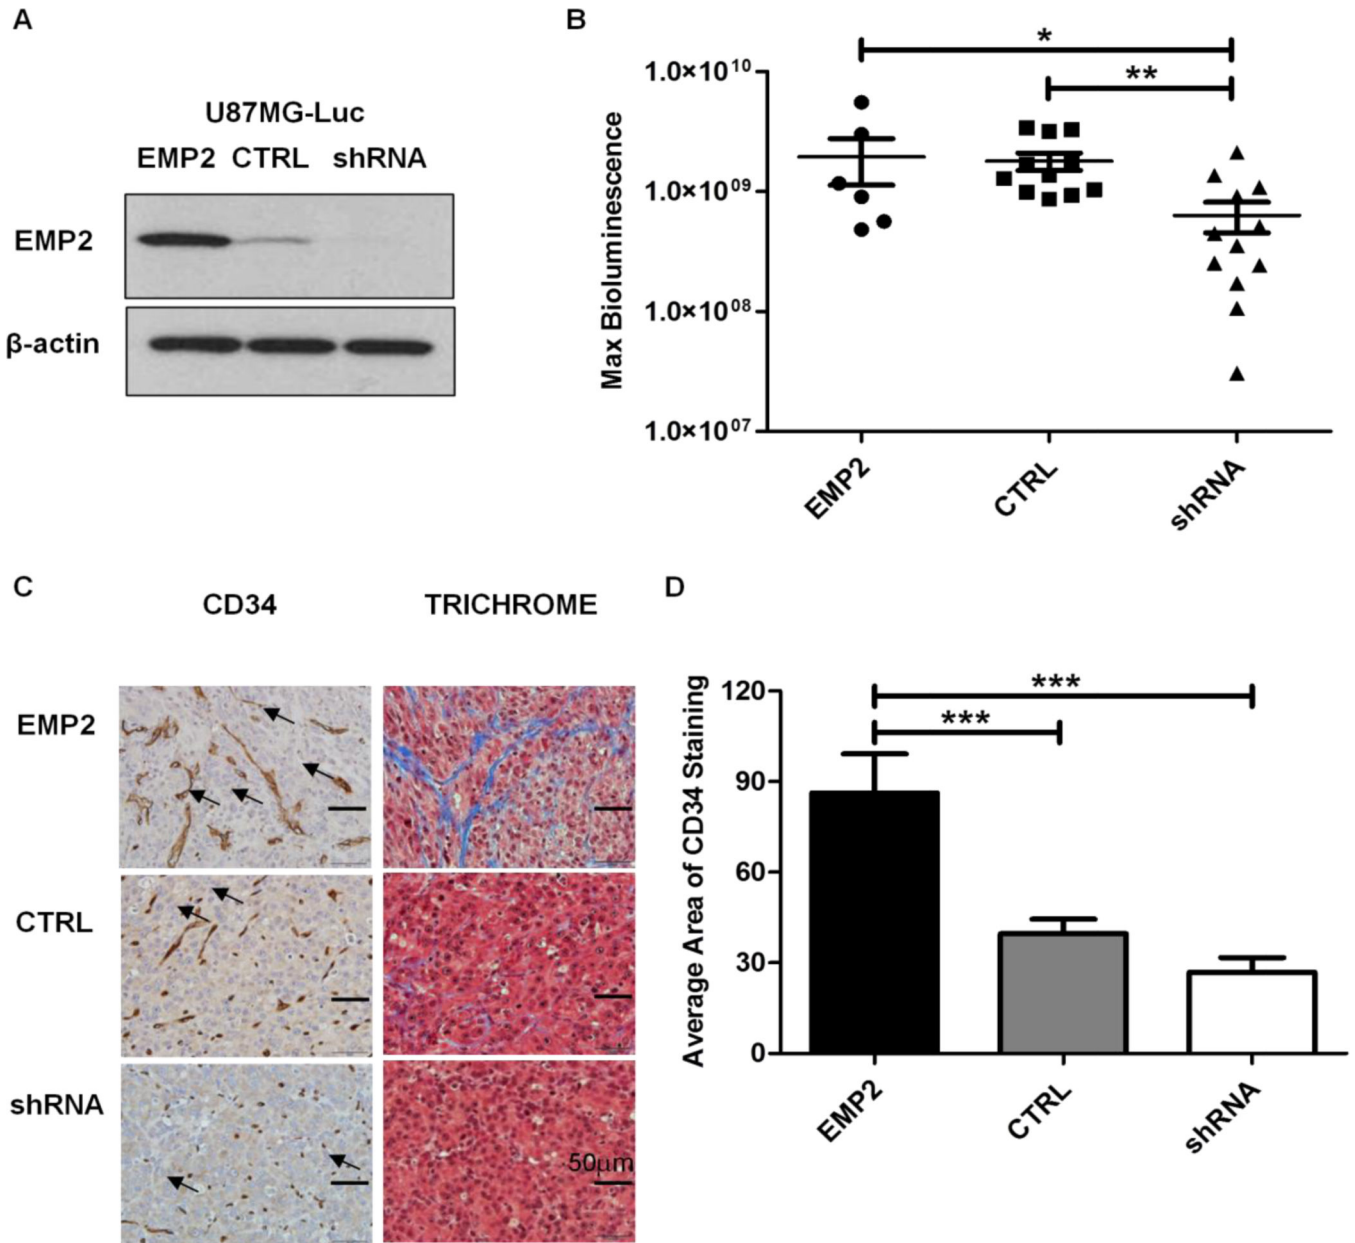 A
U87MG-Luc
EMP2 CTRL shRNA
EMP2
β-actin
B
*
**
1.0×10¹⁰
1.0×10⁰⁹
1.0×10⁰⁸
1.0×10⁰⁷
Max Bioluminescence
EMP2
CTRL
shRNA
C
CD34 TRICHROME
EMP2
CTRL
shRNA
50µm
D
***
***
120
90
60
30
0
Average Area of CD34 Staining
EMP2
CTRL
shRNA